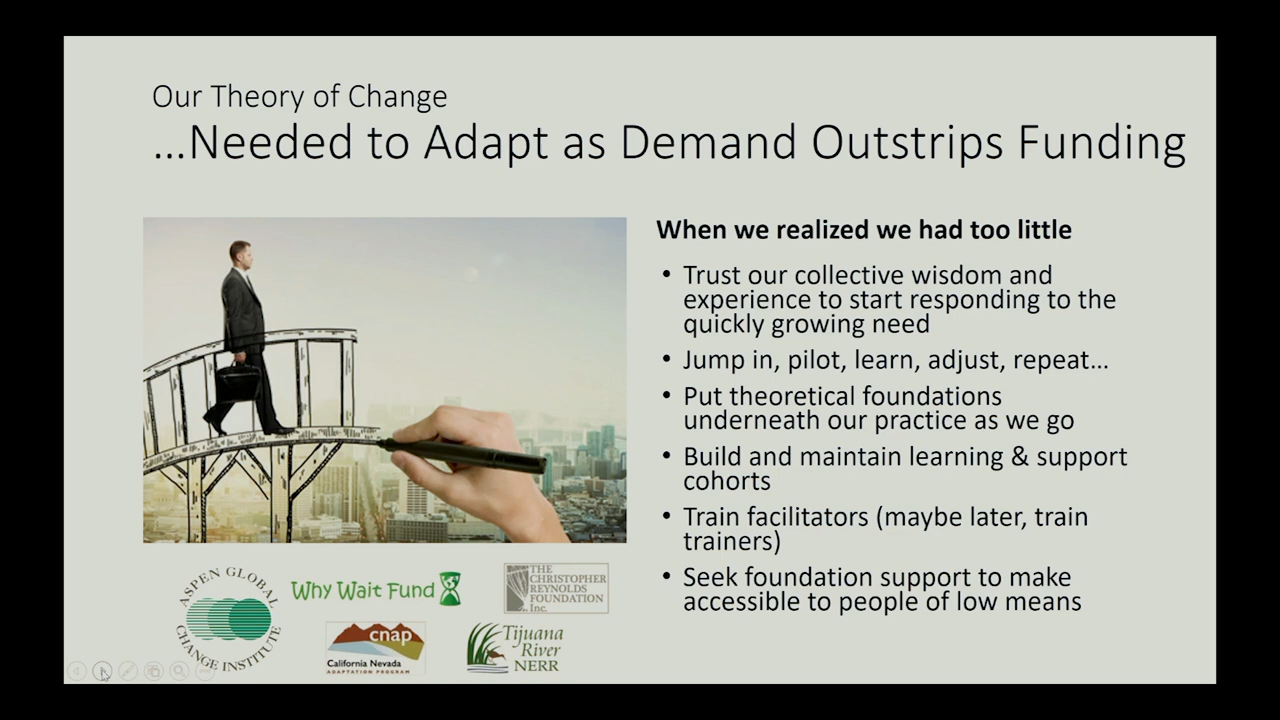 Our Theory of Change
...Needed to Adapt as Demand Outstrips Funding
When we realized we had too little
• Trust our collective wisdom and
experience to start responding to the
quickly growing need
• Jump in, pilot, learn, adjust, repeat...
• Put theoretical foundations
underneath our practice as we go
• Build and maintain learning & support
cohorts
• Train facilitators (maybe later, train
trainers)
• Seek foundation support to make
accessible to people of low means
ASPEN GLOBAL
CHANGE INSTITUTE
Why Wait Fund
THE
CHRISTOPHER
REYNOLDS
FOUNDATION
Inc.
cnap
California Nevada
ADAPTATION PROGRAM
Tijuana
River
NERR